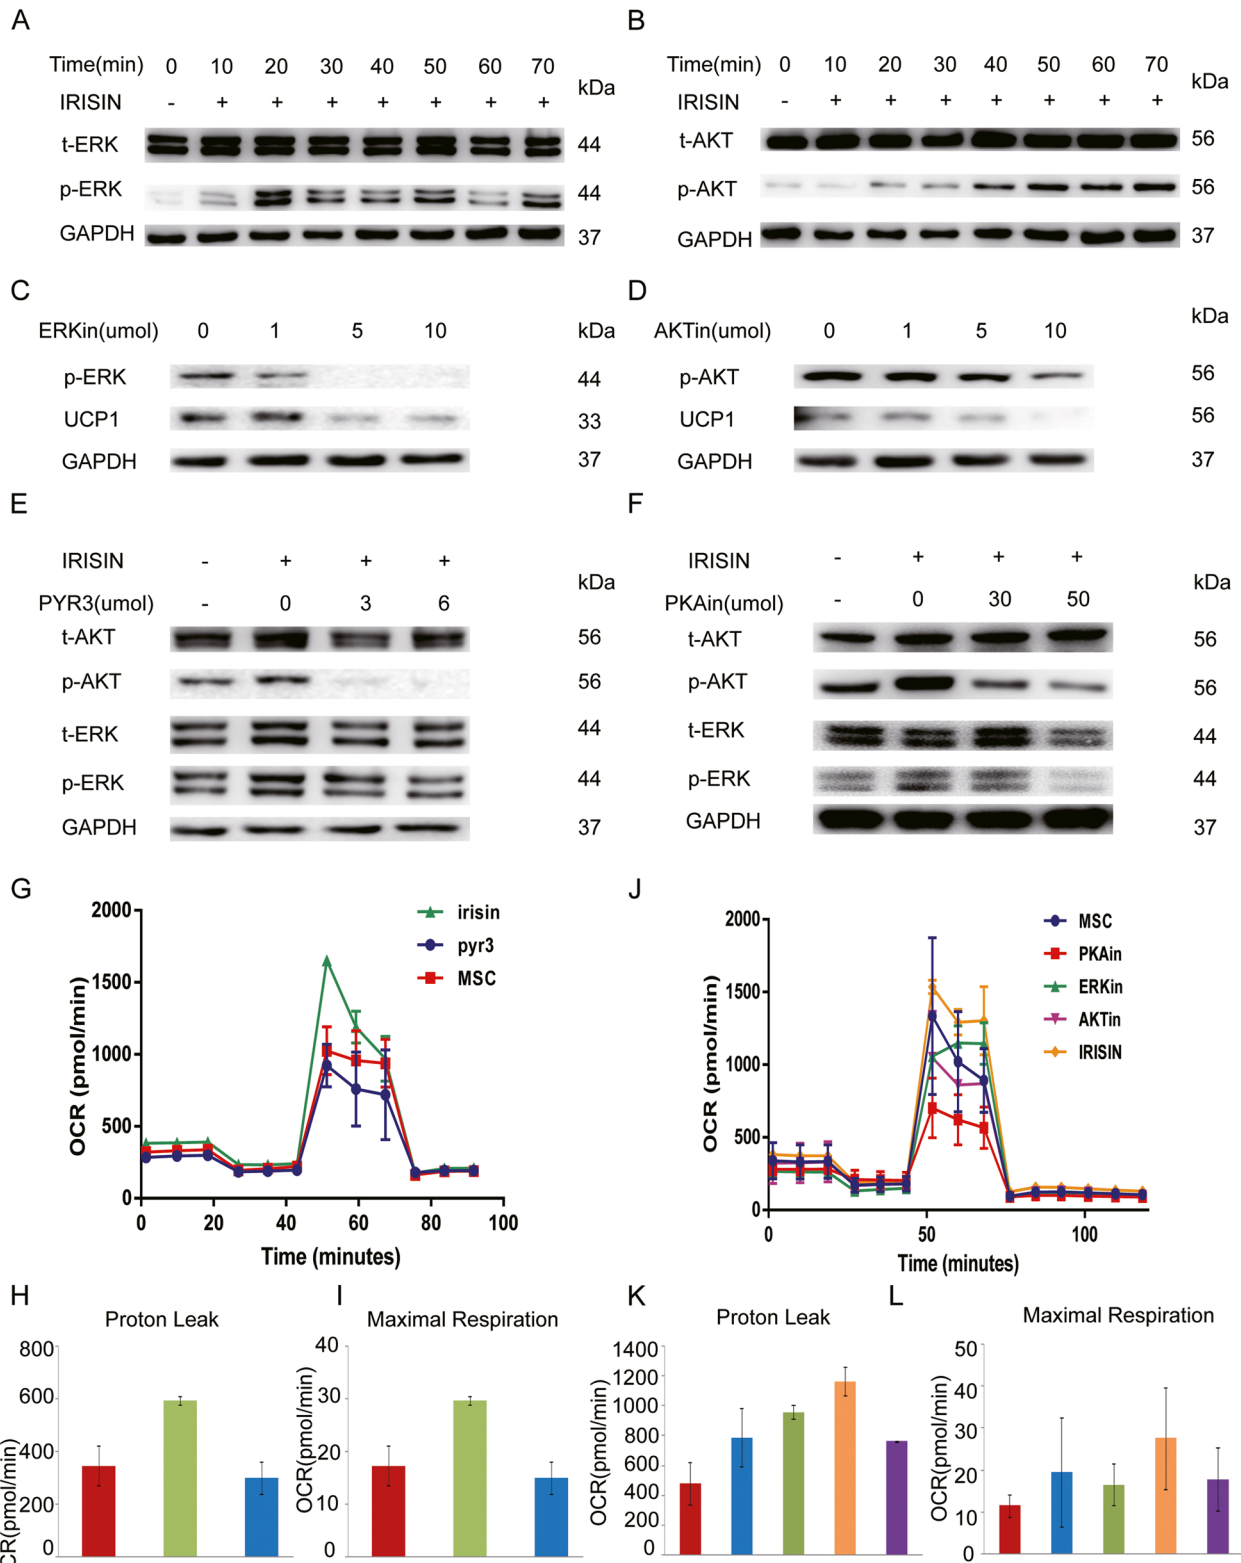 A
Time(min) 0 10 20 30 40 50 60 70
kDa
IRISIN - + + + + + + +
t-ERK 44
p-ERK 44
GAPDH 37
B
Time(min) 0 10 20 30 40 50 60 70
kDa
IRISIN - + + + + + + +
t-AKT 56
p-AKT 56
GAPDH 37
C
ERKin(umol) 0 1 5 10 kDa
p-ERK 44
UCP1 33
GAPDH 37
D
AKTin(umol) 0 1 5 10 kDa
p-AKT 56
UCP1 56
GAPDH 37
E
IRISIN - + + +
kDa
PYR3(umol) - 0 3 6
t-AKT 56
p-AKT 56
t-ERK 44
p-ERK 44
GAPDH 37
F
IRISIN - + + +
kDa
PKAin(umol) - 0 30 50
t-AKT 56
p-AKT 56
t-ERK 44
p-ERK 44
GAPDH 37
G
OCR (pmol/min)
2000
1500
1000
500
0
irisin
pyr3
MSC
0 20 40 60 80 100
Time (minutes)
J
OCR (pmol/min)
2000
1500
1000
500
0
MSC
PKAin
ERKin
AKTin
IRISIN
0 50 100
Time (minutes)
H
Proton Leak
CR(pmol/min)
800
600
400
200
0
I
Maximal Respiration
OCR(pmol/min)
40
30
20
10
0
K
Proton Leak
OCR(pmol/min)
1400
1200
1000
800
600
400
200
0
L
Maximal Respiration
OCR(pmol/min)
50
40
30
20
10
0